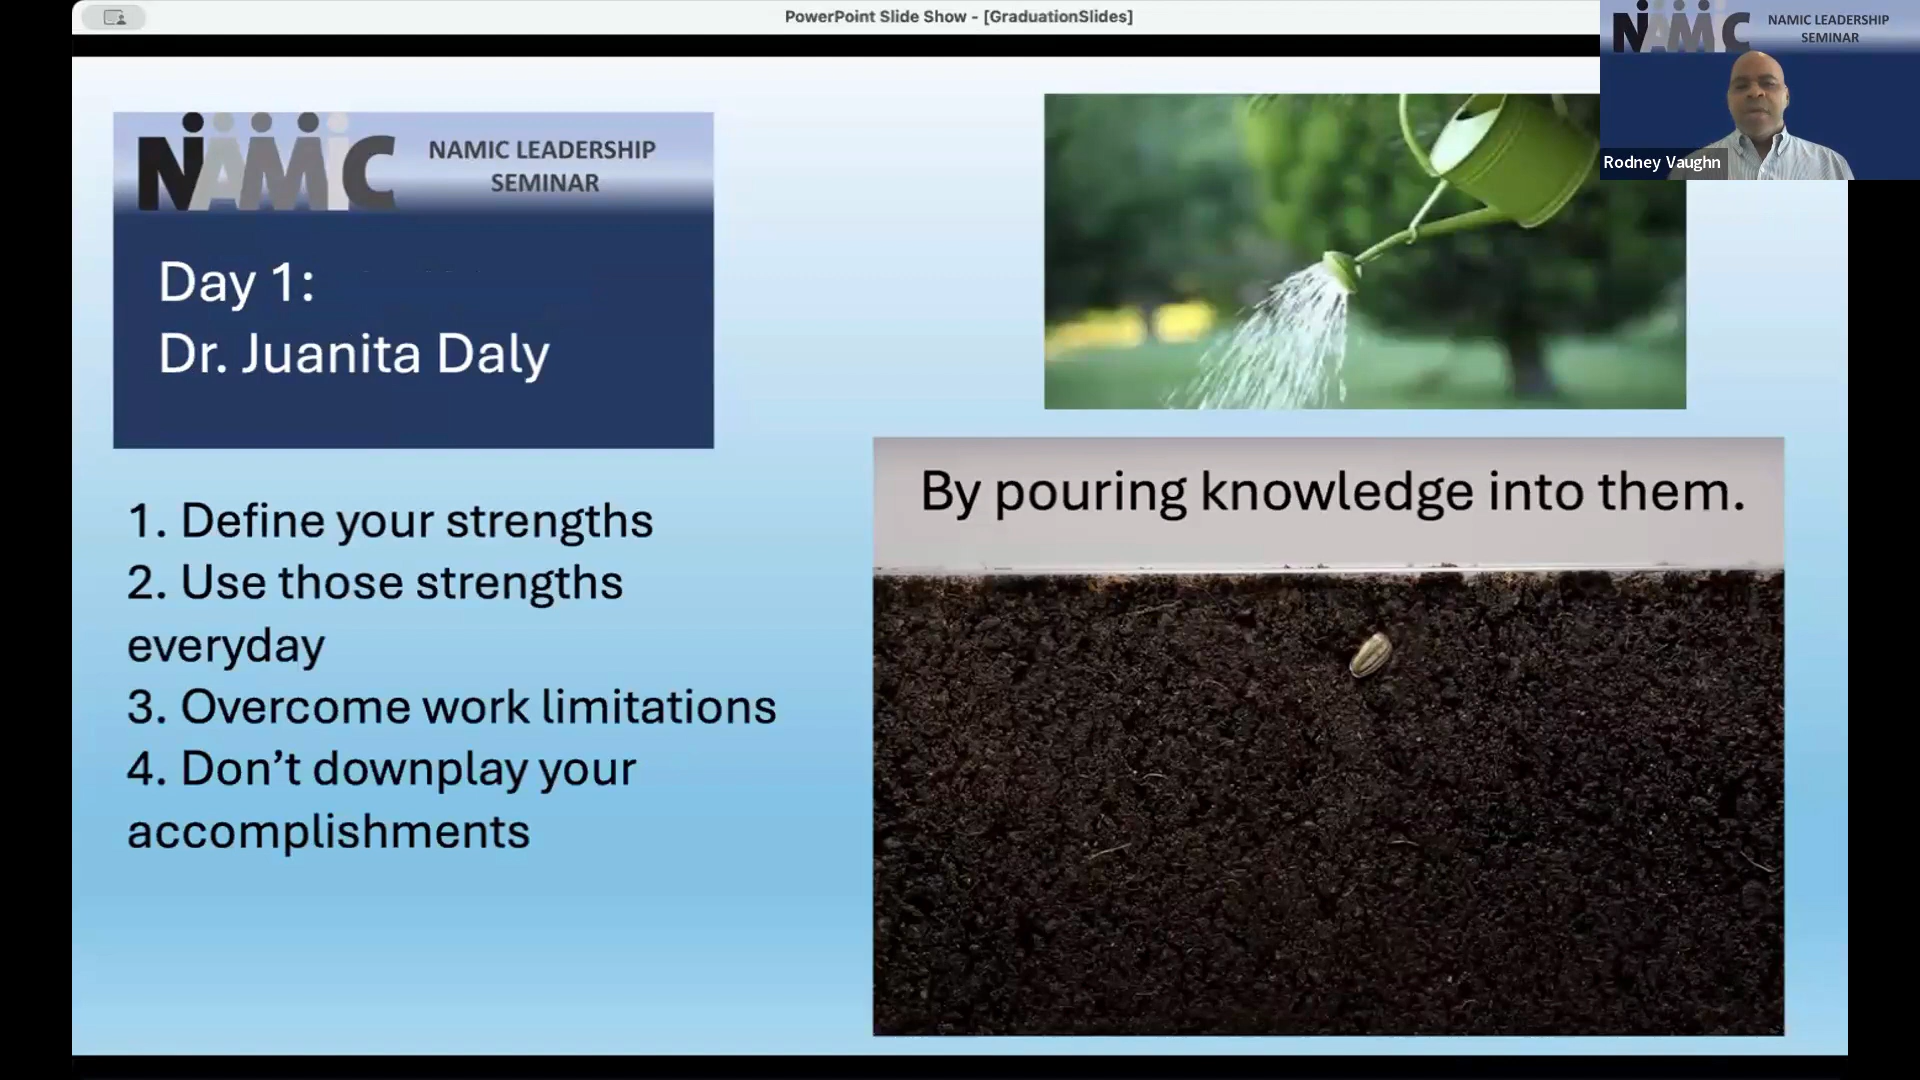 PowerPoint Slide Show - [GraduationSlides]
NAMIC
NAMIC LEADERSHIP
SEMINAR
Rodney Vaughn
NAMIC
NAMIC LEADERSHIP
SEMINAR
Day 1:
Dr. Juanita Daly
1. Define your strengths
2. Use those strengths
everyday
3. Overcome work limitations
4. Don’t downplay your
accomplishments
By pouring knowledge into them.